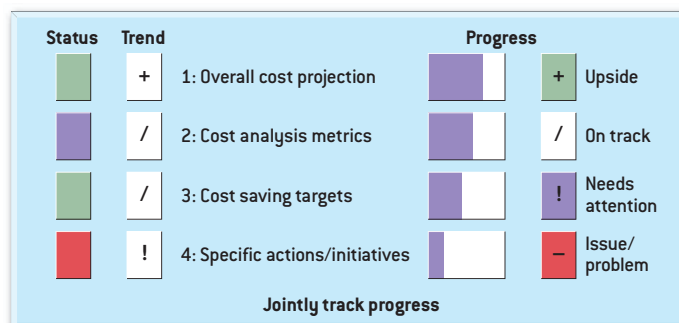 Status Trend Progress
+ 1: Overall cost projection + Upside
/ 2: Cost analysis metrics / On track
/ 3: Cost saving targets ! Needs
attention
! 4: Specific actions/initiatives – Issue/
problem
Jointly track progress